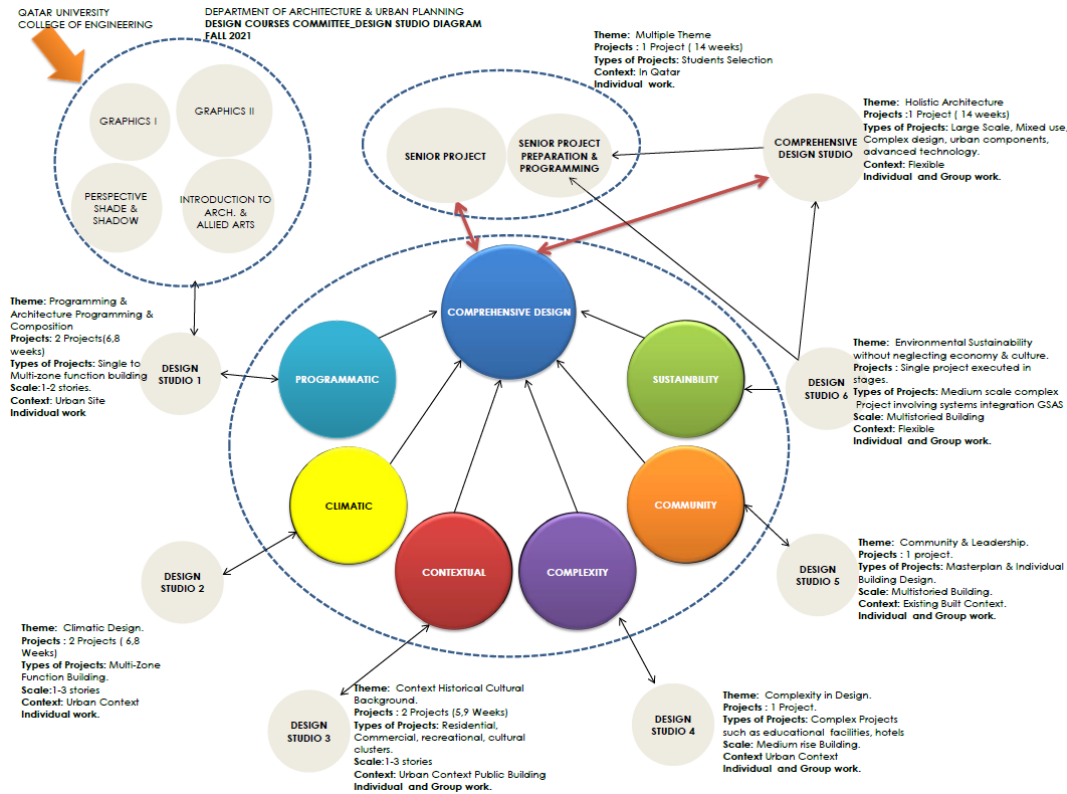 QATAR UNIVERSITY
COLLEGE OF ENGINEERING
DEPARTMENT OF ARCHITECTURE & URBAN PLANNING
DESIGN COURSES COMMITTEE_DESIGN STUDIO DIAGRAM
FALL 2021
GRAPHICS I
GRAPHICS II
PERSPECTIVE
SHADE &
SHADOW
INTRODUCTION TO
ARCH. &
ALLIED ARTS
Theme: Multiple Theme
Projects : 1 Project ( 14 weeks)
Types of Projects: Students Selection
Context: In Qatar
Individual work.
SENIOR PROJECT
SENIOR PROJECT
PREPARATION &
PROGRAMMING
COMPREHENSIVE
DESIGN STUDIO
Theme: Holistic Architecture
Projects :1 Project ( 14 weeks)
Types of Projects: Large Scale, Mixed use,
Complex design, urban components,
advanced technology.
Context: Flexible
Individual and Group work.
COMPREHENSIVE DESIGN
Theme: Programming &
Architecture Programming &
Composition
Projects: 2 Projects(6,8
weeks)
Types of Projects: Single to
Multi-zone function building
Scale:1-2 stories.
Context: Urban Site
Individual work
DESIGN
STUDIO 1
PROGRAMMATIC
SUSTAINBILITY
DESIGN
STUDIO 6
Theme: Environmental Sustainability
without neglecting economy & culture.
Projects : Single project executed in
stages.
Types of Projects: Medium scale complex
Project involving systems integration GSAS
Scale: Multistoried Building
Context: Flexible
Individual and Group work.
CLIMATIC
COMMUNITY
CONTEXTUAL
COMPLEXITY
DESIGN
STUDIO 2
Theme: Climatic Design.
Projects : 2 Projects ( 6,8
Weeks)
Types of Projects: Multi-Zone
Function Building.
Scale:1-3 stories
Context: Urban Context
Individual work.
DESIGN
STUDIO 5
Theme: Community & Leadership.
Projects : 1 project.
Types of Projects: Masterplan & Individual
Building Design.
Scale: Multistoried Building.
Context: Existing Built Context.
Individual and Group work.
DESIGN
STUDIO 3
Theme: Context Historical Cultural
Background.
Projects : 2 Projects (5,9 Weeks)
Types of Projects: Residential,
Commercial, recreational, cultural
clusters.
Scale:1-3 stories
Context: Urban Context Public Building
Individual and Group work.
DESIGN
STUDIO 4
Theme: Complexity in Design.
Projects : 1 Project.
Types of Projects: Complex Projects
such as educational facilities, hotels
Scale: Medium rise Building.
Context Urban Context
Individual and Group work.